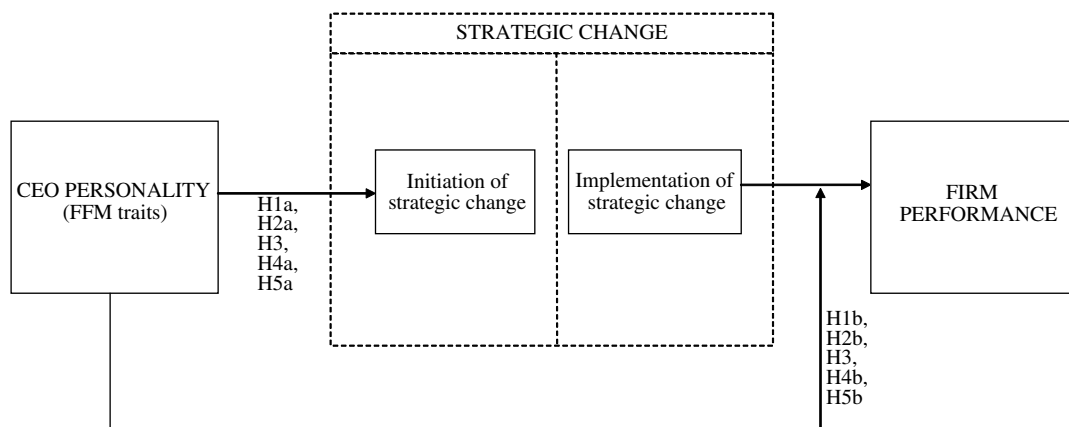 STRATEGIC CHANGE
CEO PERSONALITY
(FFM traits)
H1a,
H2a,
H3,
H4a,
H5a
Initiation of
strategic change
Implementation of
strategic change
FIRM
PERFORMANCE
H1b,
H2b,
H3,
H4b,
H5b